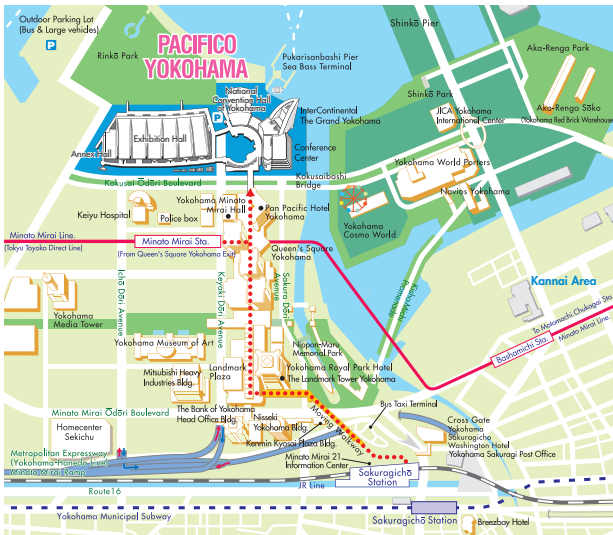 Outdoor Parking Lot
(Bus & Large vehicles)
P
Rinkō Park
PACIFICO
YOKOHAMA
Pukarisanbashi Pier
Sea Bass Terminal
Shinkō Pier
Aka-Renga Park
National
Convention Hall
of Yokohama
P
InterContinental
The Grand Yokohama
Exhibition Hall
Annex Hall
Conference
Center
Shinkō Park
JICA Yokohama
International Center
Aka-Renga Sōko
(Yokohama Red Brick Warehouse
Kokusai Ōdōri Boulevard
Kokusaibashi
Bridge
Yokohama World Porters
Navios Yokohama
Keiyu Hospital
Police box
Yokohama Minato
Mirai Hall
Pan Pacific Hotel
Yokohama
Yokohama
Cosmo World
Minato Mirai Line.
(Tokyu Toyoko Direct Line)
Minato Mirai Sta.
(From Queen's Square Yokohama Exit)
Queen's Square
Yokohama
Ichō Dōri Avenue
Keyaki Dōri Avenue
Sakura Dōri
Avenue
Kisha-Michi
Promenade
Kannai Area
Yokohama
Media Tower
Yokohama Museum of Art
Nippon-Maru
Memorial Park
To Motomachi Chukagai Sta.
Minato Mirai Line.
Bashamichi Sta.
Mitsubishi Heavy
Industries Bldg.
Landmark
Plaza
Yokohama Royal Park Hotel
The Landmark Tower Yokohama
Minato Mirai Ōdōri Boulevard
The Bank of Yokohama
Head Office Bldg.
Nisseki
Yokohama Bldg.
Moving Walkway
Bus Taxi Terminal
Homecenter
Sekichu
Kenmin Kyosai Plaza Bldg.
Cross Gate
Yokohama
Sakuragicho
Washington Hotel
Yokohama Sakuragi Post Office
Metropolitan Expressway
(Yokohama-Haneda Line)
Minato Mirai Ramp
Minato Mirai 21
Information Center
Sakuragichō
Station
JR Line
Route16
Yokohama Municipal Subway
Sakuragichō Station
Breezbay Hotel